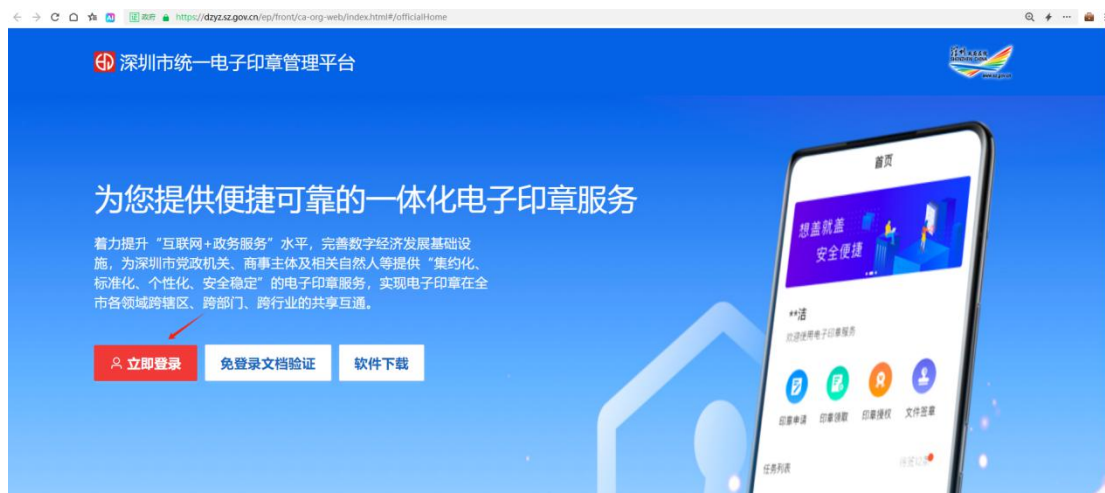 证 政府 https://dzyz.sz.gov.cn/ep/front/ca-org-web/index.html#/officialHome
深圳市统一电子印章管理平台
为您提供便捷可靠的一体化电子印章服务
着力提升“互联网+政务服务”水平，完善数字经济发展基础设
施，为深圳市党政机关、商事主体及相关自然人等提供“集约化、
标准化、个性化、安全稳定”的电子印章服务，实现电子印章在全
市各领域跨辖区、跨部门、跨行业的共享互通。
立即登录 免登录文档验证 软件下载
首页
想盖就盖
安全便捷
**洁
欢迎使用电子印章服务
印章申请 印章领取 印章授权 文件签章
任务列表